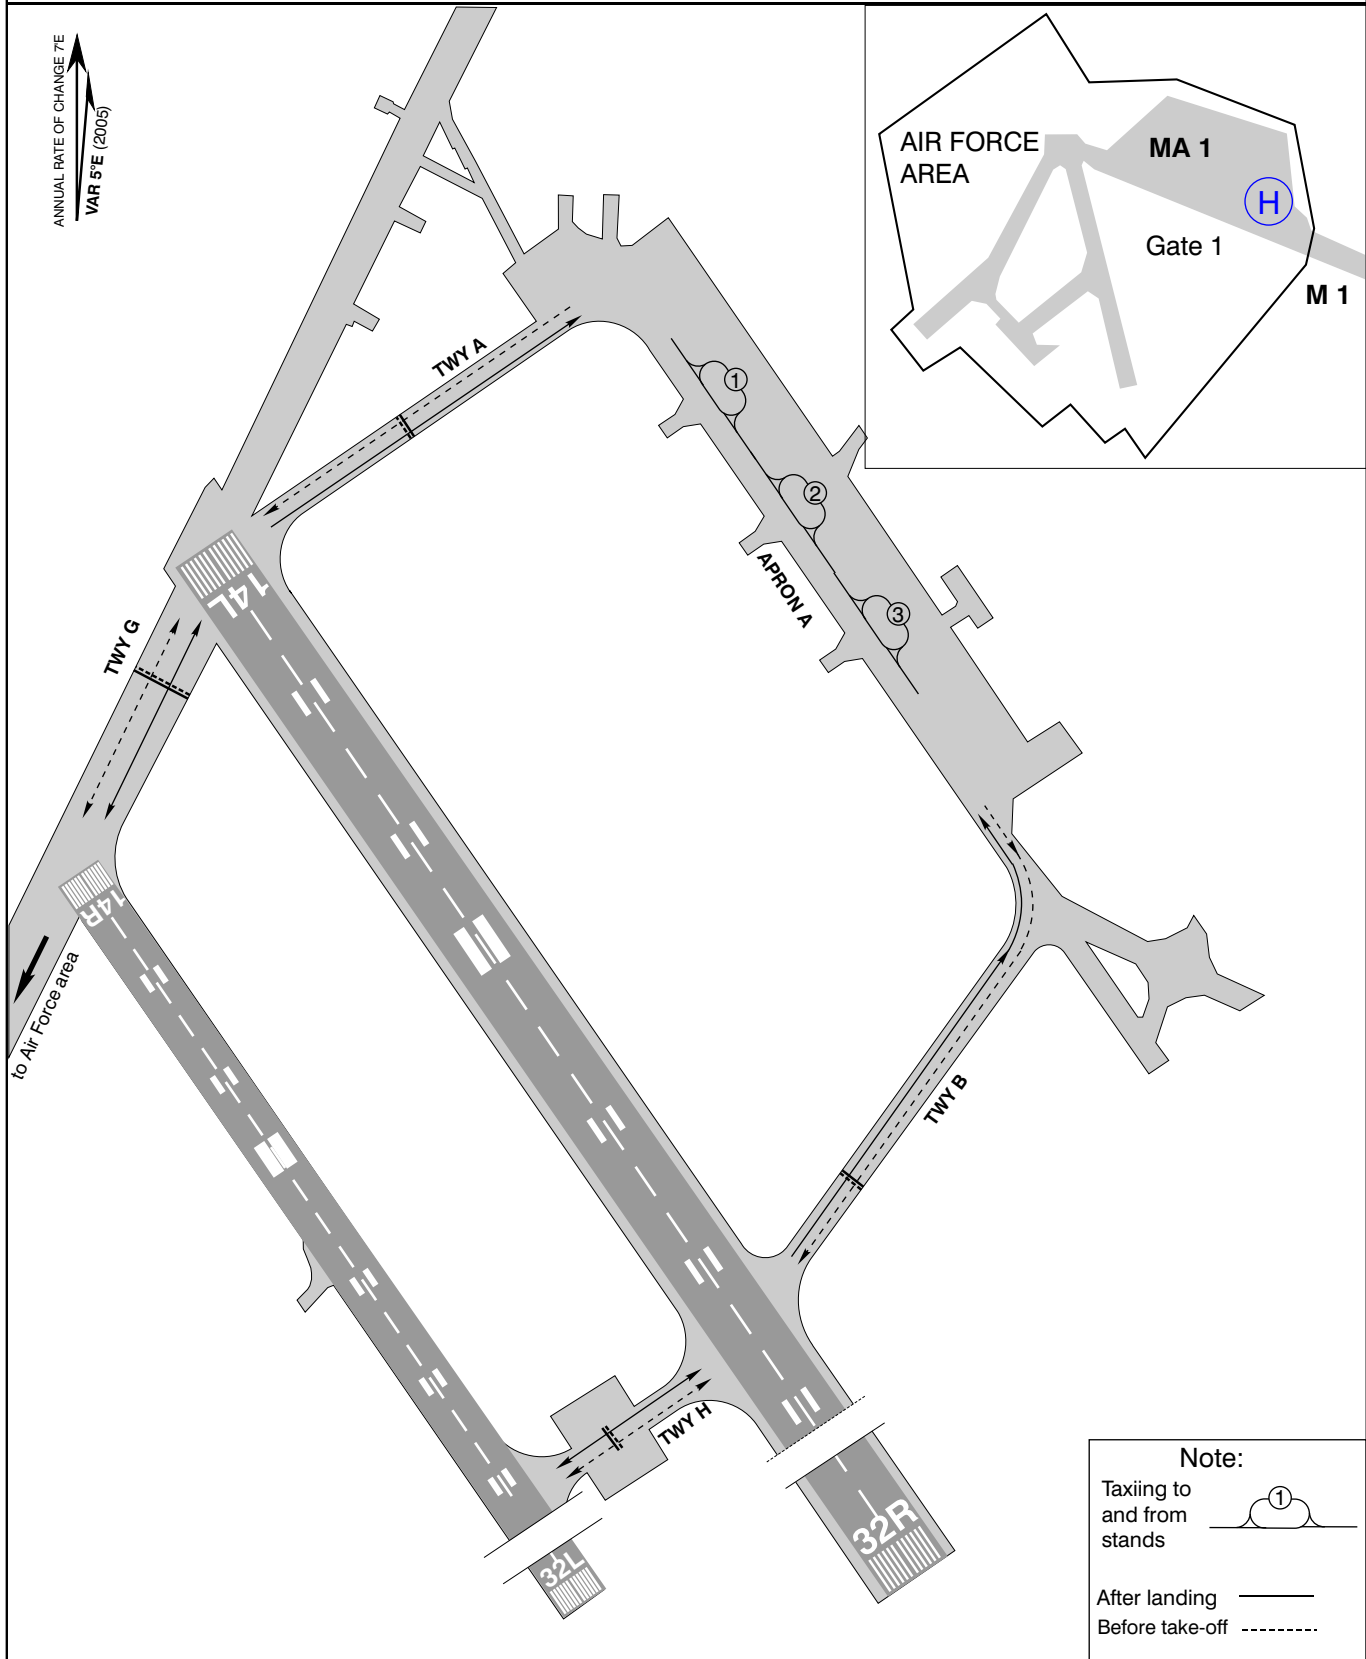 ANNUAL RATE OF CHANGE 7'E
VAR 5°E (2005)
AIR FORCE
AREA
MA 1
H
Gate 1
M 1
TWY A
1
2
3
APRON A
14L
TWY G
14R
to Air Force area
TWY B
TWY H
32R
32L
Note:
Taxiing to
and from
stands
1
After landing
Before take-off